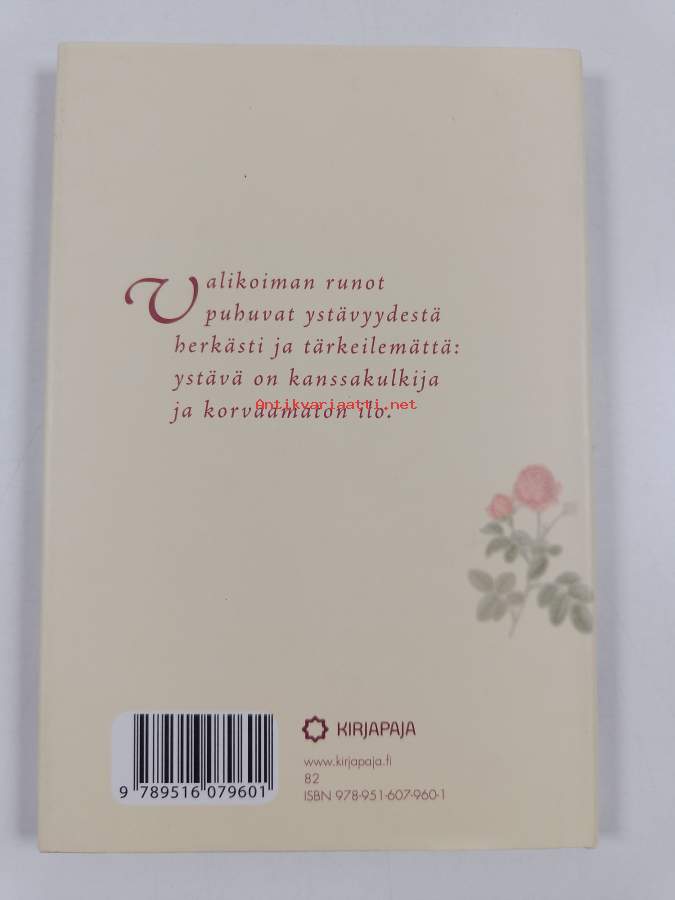 Valikoiman runot
puhuvat ystävyydestä
herkästi ja tärkeilemättä:
ystävä on kanssakulkija
ja korvaamaton ilo.
Antikvariaatti.net
KIRJAPAJA
www.kirjapaja.fi
82
ISBN 978-951-607-960-1
9 789516 079601